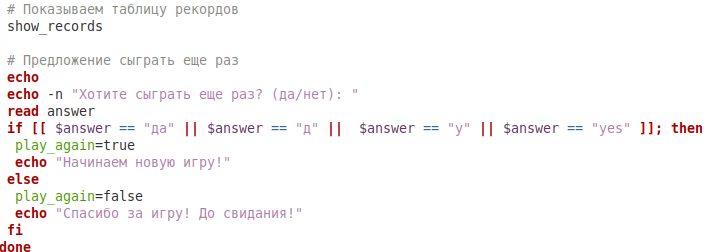 # Показываем таблицу рекордов
show_records

# Предложение сыграть еще раз
echo
echo -n "Хотите сыграть еще раз? (да/нет): "
read answer
if [[ $answer == "да" || $answer == "д" ||  $answer == "y" || $answer == "yes" ]]; then
 play_again=true
 echo "Начинаем новую игру!"
else
 play_again=false
 echo "Спасибо за игру! До свидания!"
fi
done